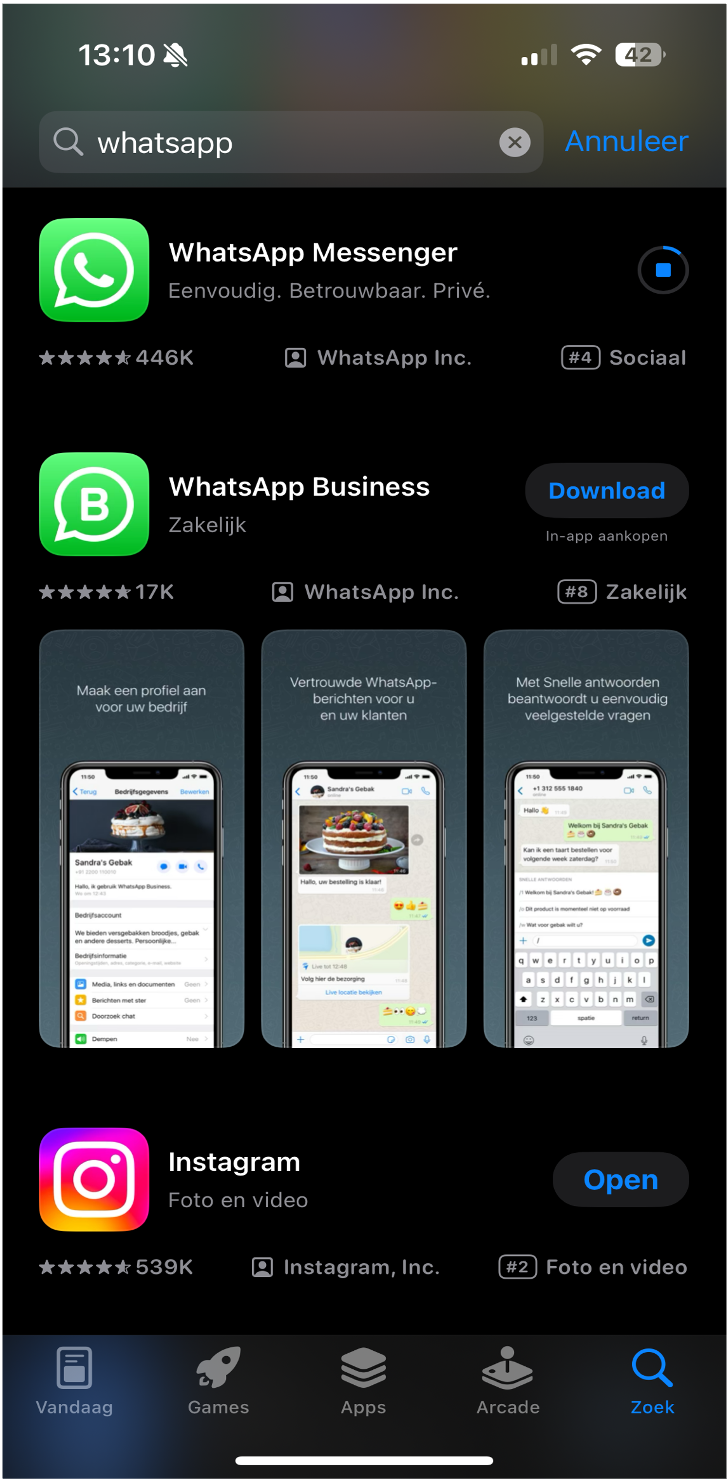 13:10
42
whatsapp
Annuleer
WhatsApp Messenger
Eenvoudig. Betrouwbaar. Privé.
446K
WhatsApp Inc.
#4 Sociaal
WhatsApp Business
Zakelijk
Download
In-app aankopen
17K
WhatsApp Inc.
#8 Zakelijk
Maak een profiel aan
voor uw bedrijf
11:50
Terug
Bedrijfsgegevens
Bewerken
Sandra's Gebak
Hallo, ik gebruik WhatsApp Business.
Bedrijfsaccount
We bieden versgebakken broodjes, gebak
en andere desserts. Persoonlijke...
Bedrijfsinformatie
Media, links en documenten
Geen
Berichten met ster
Geen
Doorzoek chat
Dempen
Nee
Vertrouwde WhatsApp-
berichten voor u
en uw klanten
11:50
Sandra's Gebak
online
Hallo, uw bestelling is klaar!
Live tot 12:48
Volg hier de bezorging
Live locatie bekijken
Met Snelle antwoorden
beantwoordt u eenvoudig
veelgestelde vragen
11:50
+1 312 555 1840
online
Hallo
Welkom bij Sandra's Gebak
Kan ik een taart bestellen voor
volgende week zaterdag?
SNELLE ANTWOORDEN
/1 Welkom bij Sandra's Gebak!
Dit product is momenteel niet op voorraad
Wat voor gebak wilt u?
/
q w e r t y u i o p
a s d f g h j k l
z x c v b n m
123
spatie
return
Instagram
Foto en video
Open
539K
Instagram, Inc.
#2 Foto en video
Vandaag
Games
Apps
Arcade
Zoek